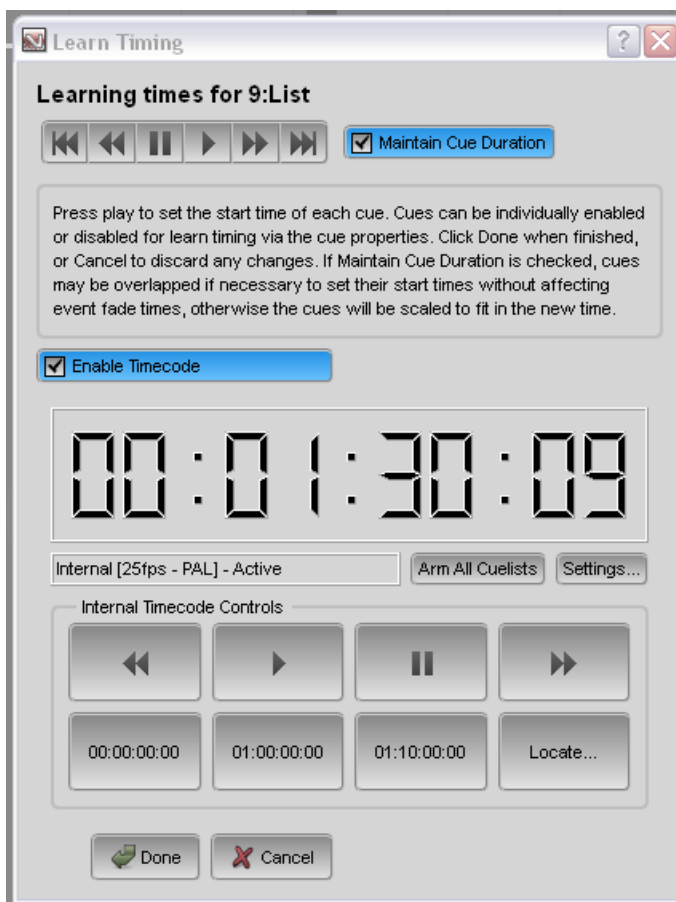 Learn Timing
Learning times for 9:List
Maintain Cue Duration
Press play to set the start time of each cue. Cues can be individually enabled
or disabled for learn timing via the cue properties. Click Done when finished,
or Cancel to discard any changes. If Maintain Cue Duration is checked, cues
may be overlapped if necessary to set their start times without affecting
event fade times, otherwise the cues will be scaled to fit in the new time.
Enable Timecode
00:01:30:09
Internal [25fps - PAL] - Active
Arm All Cuelists
Settings...
Internal Timecode Controls
00:00:00:00
01:00:00:00
01:10:00:00
Locate...
Done
Cancel